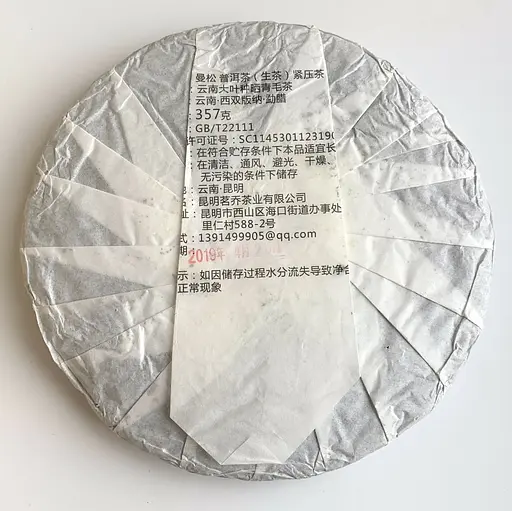 曼松 普洱茶（生茶）紧压茶
：云南大叶种晒青毛茶
：云南·西双版纳·勐腊
：357克
：GB/T22111
许可证号：SC1145301123190
：在符合贮存条件下本品适宜长
：在清洁、通风、避光、干燥、
无污染的条件下储存
：云南·昆明
：昆明茗乔茶业有限公司
址：昆明市西山区海口街道办事处
里仁村588-2号
式：1391499905@qq.com
期：
2019年
示：如因储存过程水分流失导致净含
正常现象